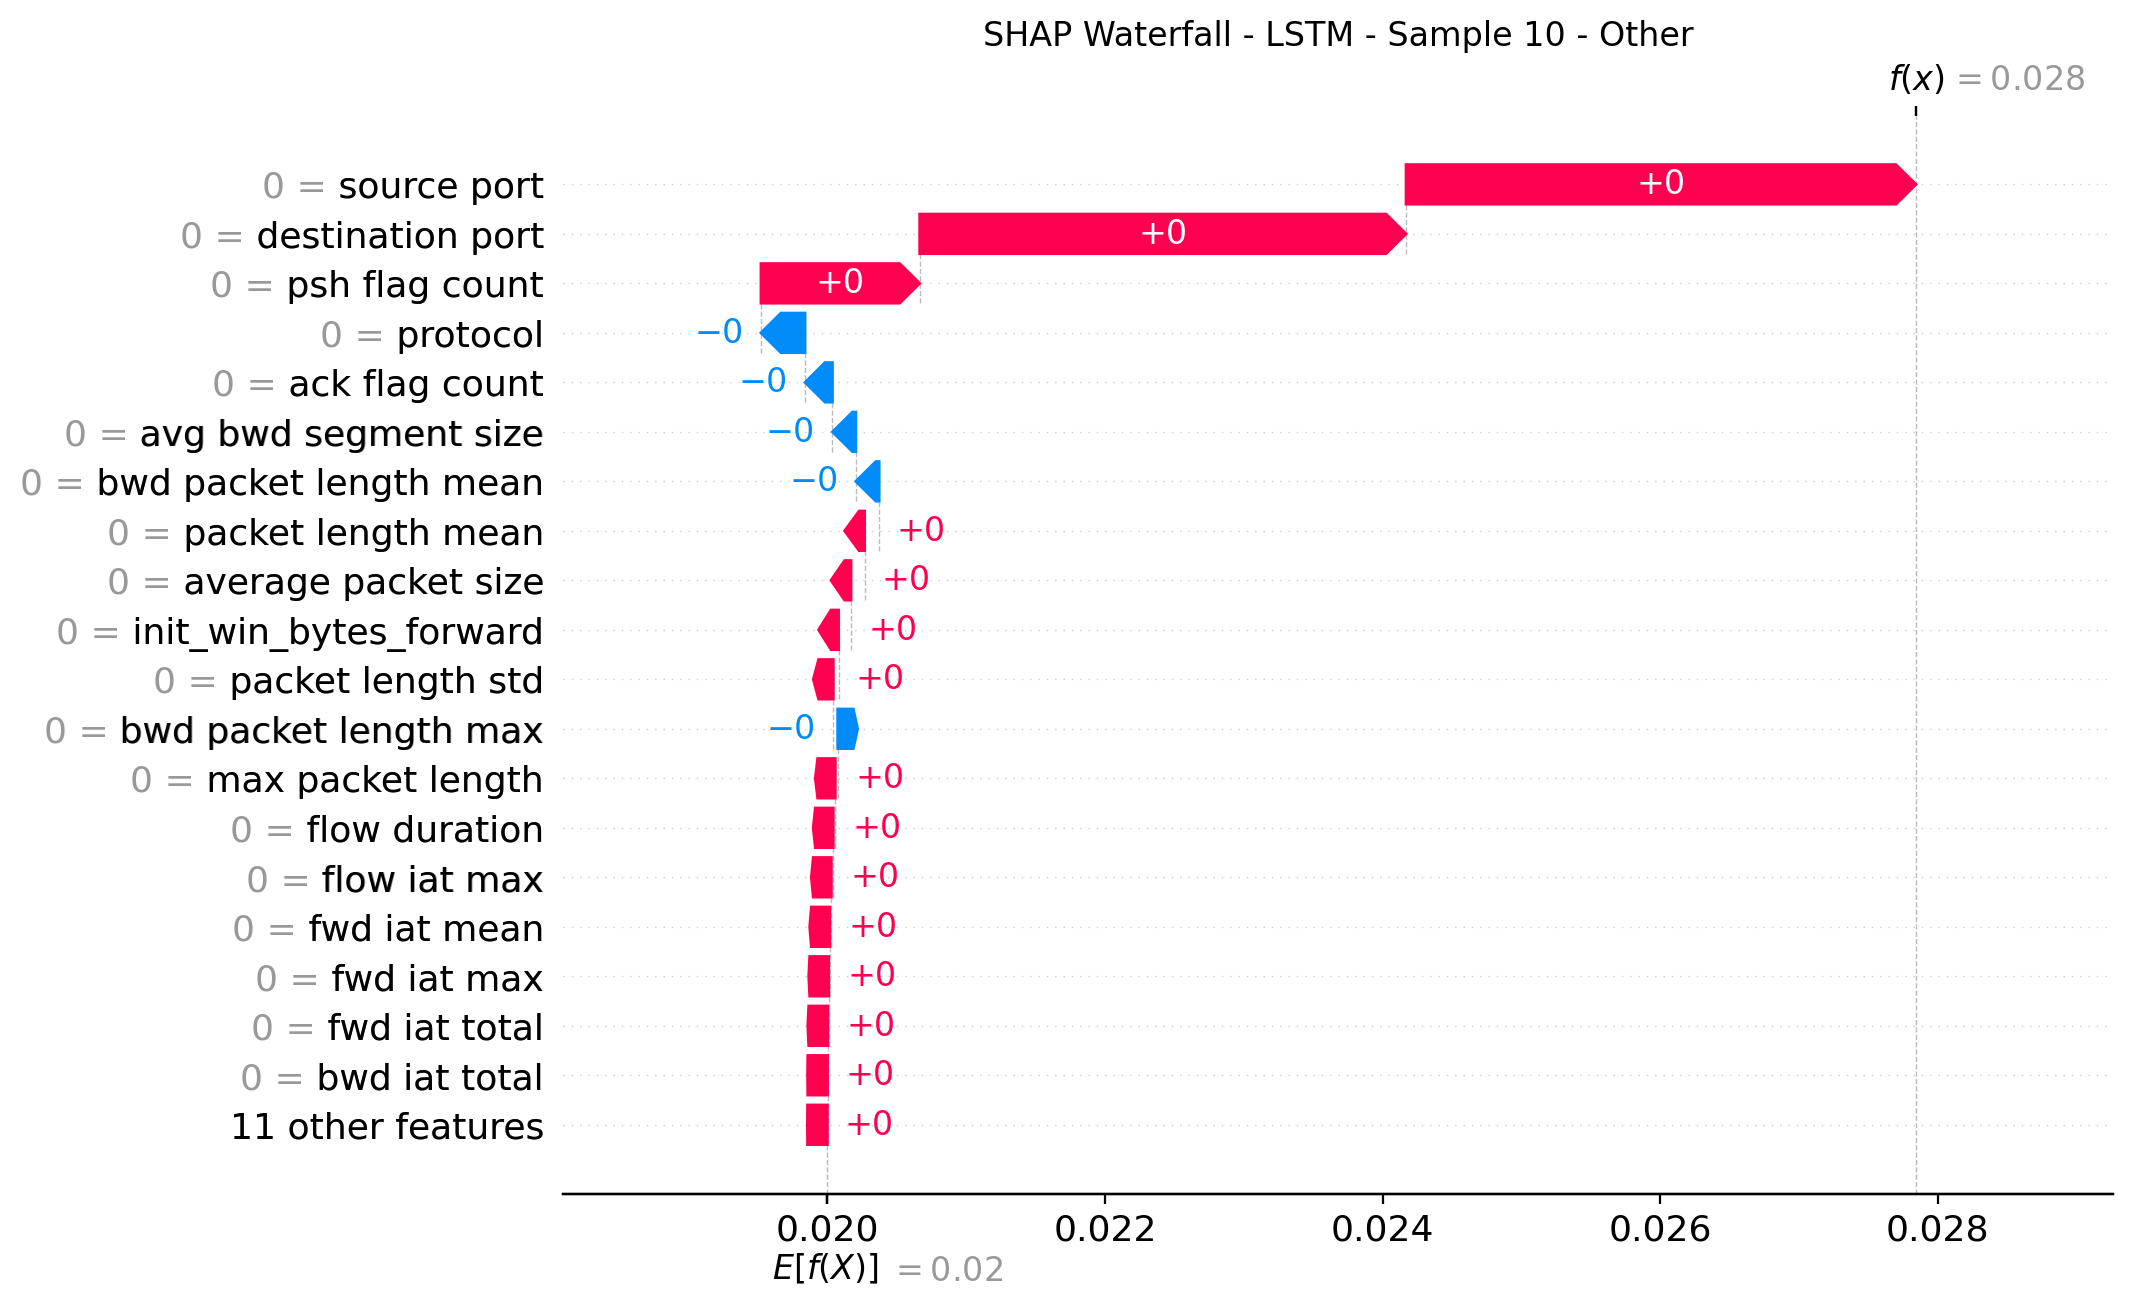 SHAP Waterfall - LSTM - Sample 10 - Other
f(x) = 0.028
0 = source port +0
0 = destination port +0
0 = psh flag count +0
0 = protocol −0
0 = ack flag count −0
0 = avg bwd segment size −0
0 = bwd packet length mean −0
0 = packet length mean +0
0 = average packet size +0
0 = init_win_bytes_forward +0
0 = packet length std +0
0 = bwd packet length max −0
0 = max packet length +0
0 = flow duration +0
0 = flow iat max +0
0 = fwd iat mean +0
0 = fwd iat max +0
0 = fwd iat total +0
0 = bwd iat total +0
11 other features +0
0.020 0.022 0.024 0.026 0.028
E[f(X)] = 0.02